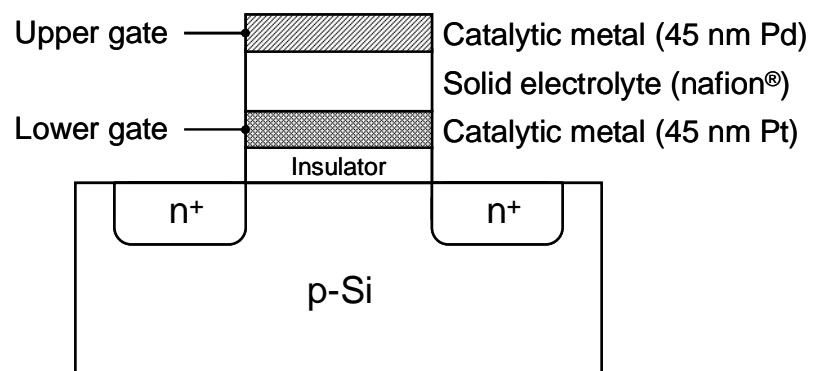 Upper gate
Catalytic metal (45 nm Pd)
Solid electrolyte (nafion®)
Lower gate
Catalytic metal (45 nm Pt)
Insulator
n+
n+
p-Si